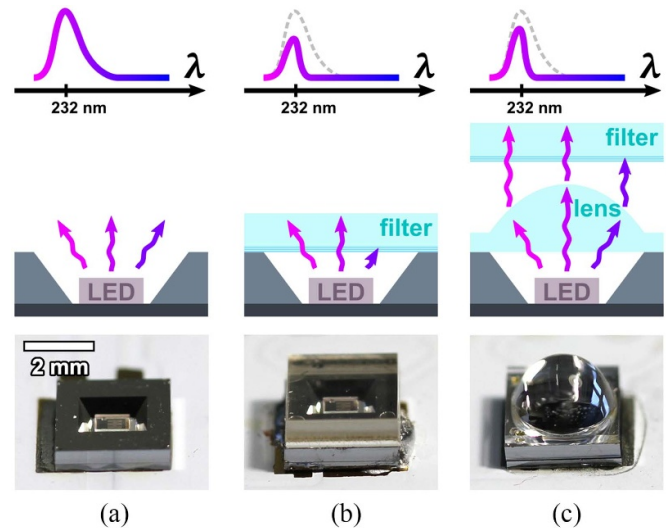 λ
232 nm
λ
232 nm
λ
232 nm
filter
lens
filter
LED
LED
LED
2 mm
(a)
(b)
(c)